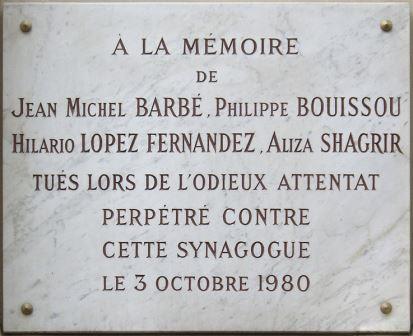 À LA MÉMOIRE
DE
JEAN MICHEL BARBÉ, PHILIPPE BOUISSOU
HILARIO LOPEZ FERNANDEZ, ALIZA SHAGRIR
TUÉS LORS DE L'ODIEUX ATTENTAT
PERPÉTRÉ CONTRE
CETTE SYNAGOGUE
LE 3 OCTOBRE 1980